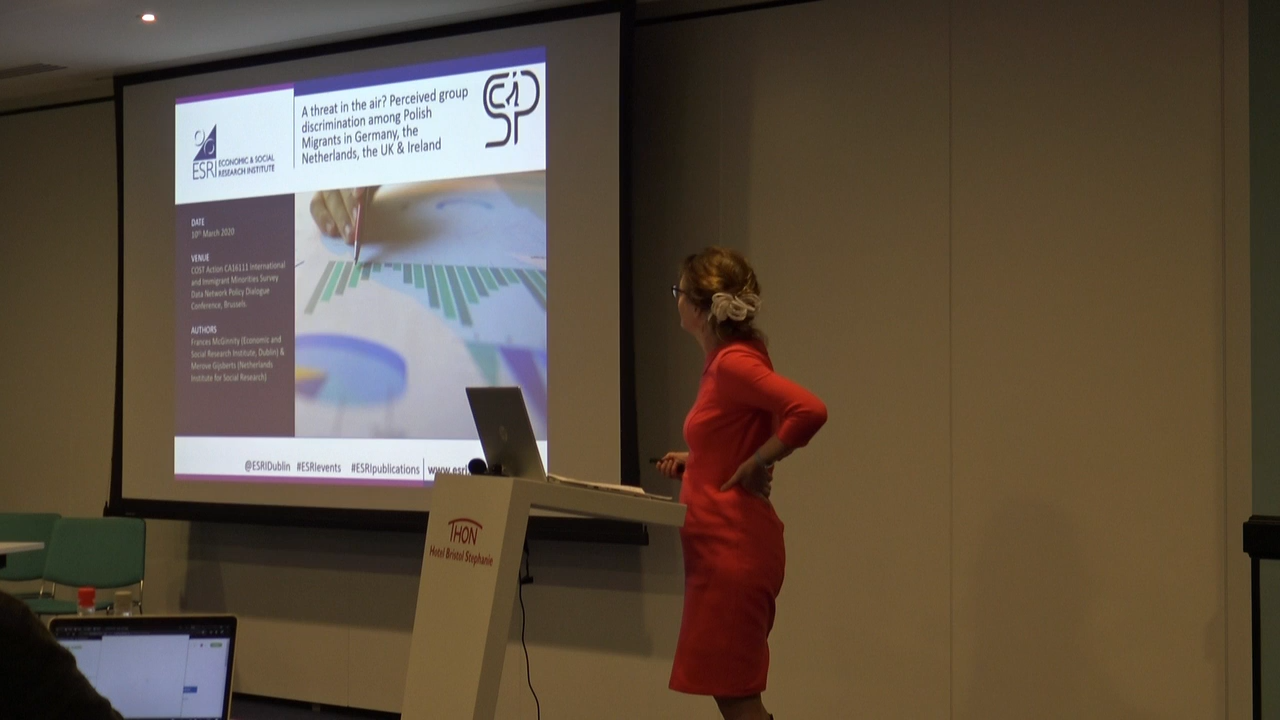 A threat in the air? Perceived group
discrimination among Polish
Migrants in Germany, the
Netherlands, the UK & Ireland
CSiP
ESRI
ECONOMIC & SOCIAL
RESEARCH INSTITUTE
DATE
10th March 2020
VENUE
COST Action CA16111 International
and Immigrant Minorities Survey
Data Network Policy Dialogue
Conference, Brussels
AUTHORS
Frances McGinnity (Economic and
Social Research Institute, Dublin) &
Merove Gijsberts (Netherlands
Institute for Social Research)
@ESRIDublin #ESRIevents #ESRIpublications www.esri
THON
Hotel Bristol Stephanie